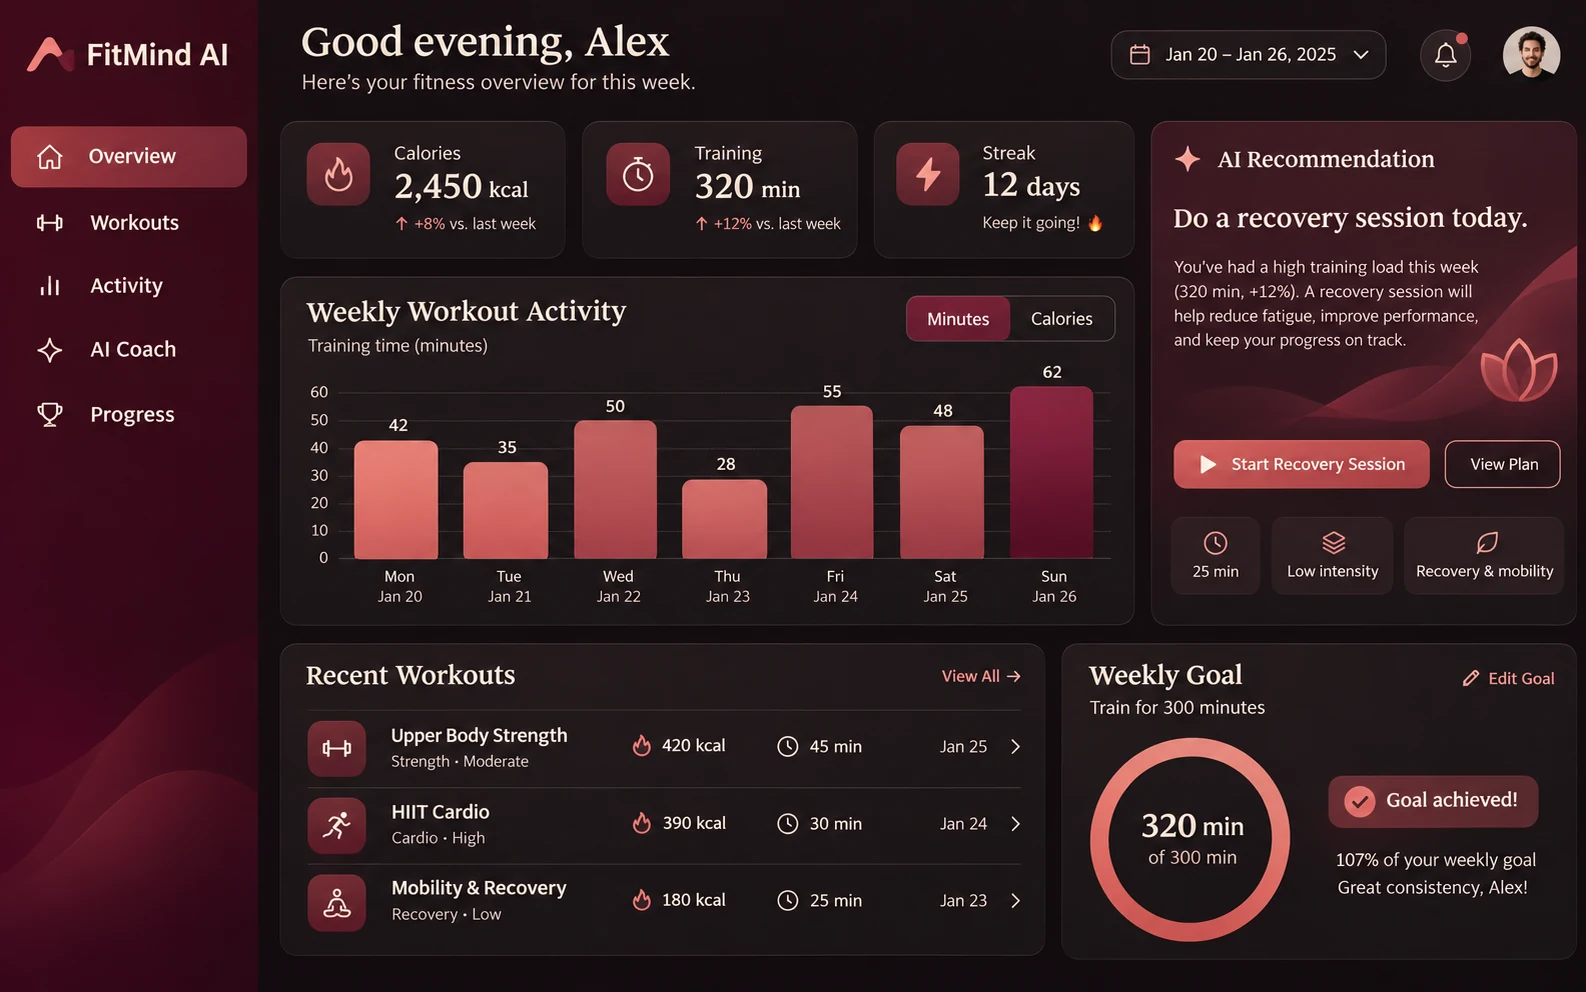 FitMind AI
Overview
Workouts
Activity
AI Coach
Progress
Good evening, Alex
Here's your fitness overview for this week.
Jan 20 – Jan 26, 2025
Calories
2,450 kcal
↑ +8% vs. last week
Training
320 min
↑ +12% vs. last week
Streak
12 days
Keep it going! 🔥
Weekly Workout Activity
Training time (minutes)
Minutes Calories
60
50
40
30
20
10
0
42
35
50
28
55
48
62
Mon
Jan 20
Tue
Jan 21
Wed
Jan 22
Thu
Jan 23
Fri
Jan 24
Sat
Jan 25
Sun
Jan 26
AI Recommendation
Do a recovery session today.
You've had a high training load this week
(320 min, +12%). A recovery session will
help reduce fatigue, improve performance,
and keep your progress on track.
Start Recovery Session
View Plan
25 min
Low intensity
Recovery & mobility
Recent Workouts
View All →
Upper Body Strength
Strength • Moderate
420 kcal
45 min
Jan 25
HIIT Cardio
Cardio • High
390 kcal
30 min
Jan 24
Mobility & Recovery
Recovery • Low
180 kcal
25 min
Jan 23
Weekly Goal
Edit Goal
Train for 300 minutes
320 min
of 300 min
Goal achieved!
107% of your weekly goal
Great consistency, Alex!